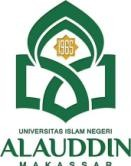 1965
UNIVERSITAS ISLAM NEGERI
ALAUDDIN
MAKASSAR